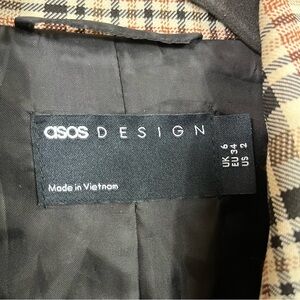 asos DESIGN
Made in Vietnam
UK 6
EU 34
US 2